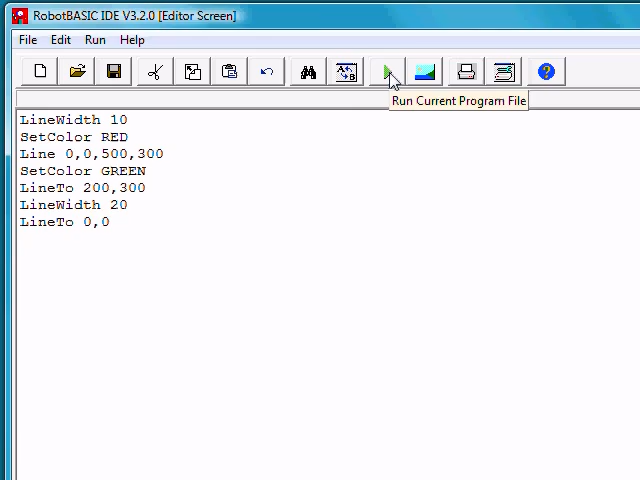 RobotBASIC IDE V3.2.0 [Editor Screen]
File Edit Run Help
A B
?
Run Current Program File
LineWidth 10
SetColor RED
Line 0,0,500,300
SetColor GREEN
LineTo 200,300
LineWidth 20
LineTo 0,0